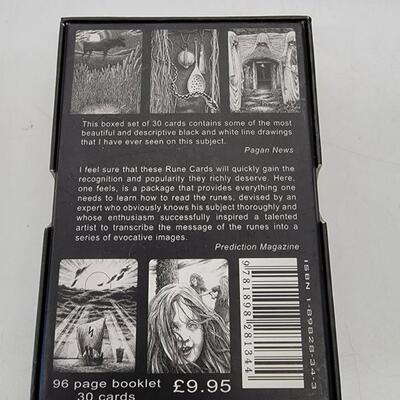 This boxed set of 30 cards contains some of the most
beautiful and descriptive black and white line drawings
that I have ever seen on this subject.
Pagan News
I feel sure that these Rune Cards will quickly gain the
recognition and popularity they richly deserve. Here,
one feels, is a package that provides everything one
needs to learn how to read the runes, devised by an
expert who obviously knows his subject thoroughly and
whose enthusiasm successfully inspired a talented
artist to transcribe the message of the runes into a
series of evocative images.
Prediction Magazine
96 page booklet
30 cards
£9.95
9781898281344
ISBN 1-89828-34-3